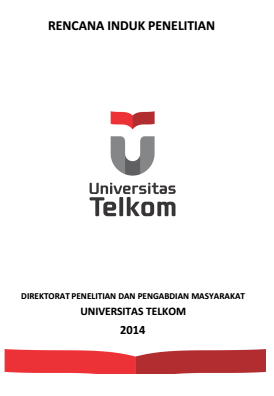 RENCANA INDUK PENELITIAN
Universitas
Telkom
DIREKTORAT PENELITIAN DAN PENGABDIAN MASYARAKAT
UNIVERSITAS TELKOM
2014